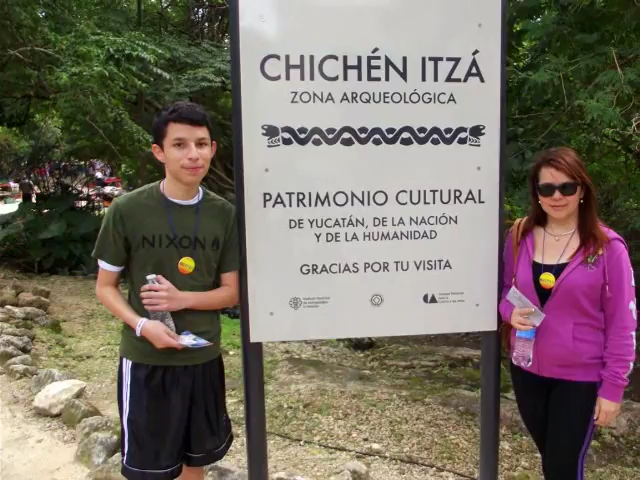 CHICHÉN ITZÁ
ZONA ARQUEOLÓGICA
PATRIMONIO CULTURAL
DE YUCATÁN, DE LA NACIÓN
Y DE LA HUMANIDAD
GRACIAS POR TU VISITA
NIXON